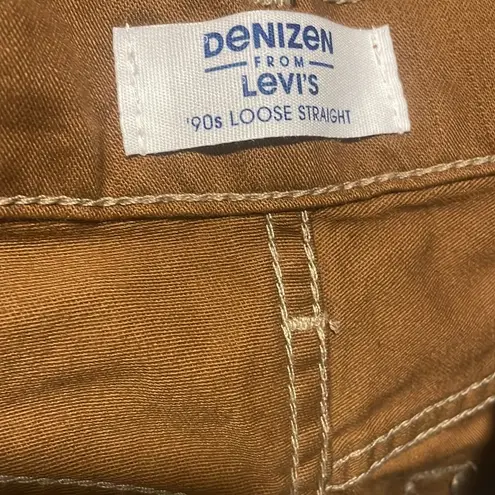 DENIZEN
FROM
LEVI'S
'90s LOOSE STRAIGHT